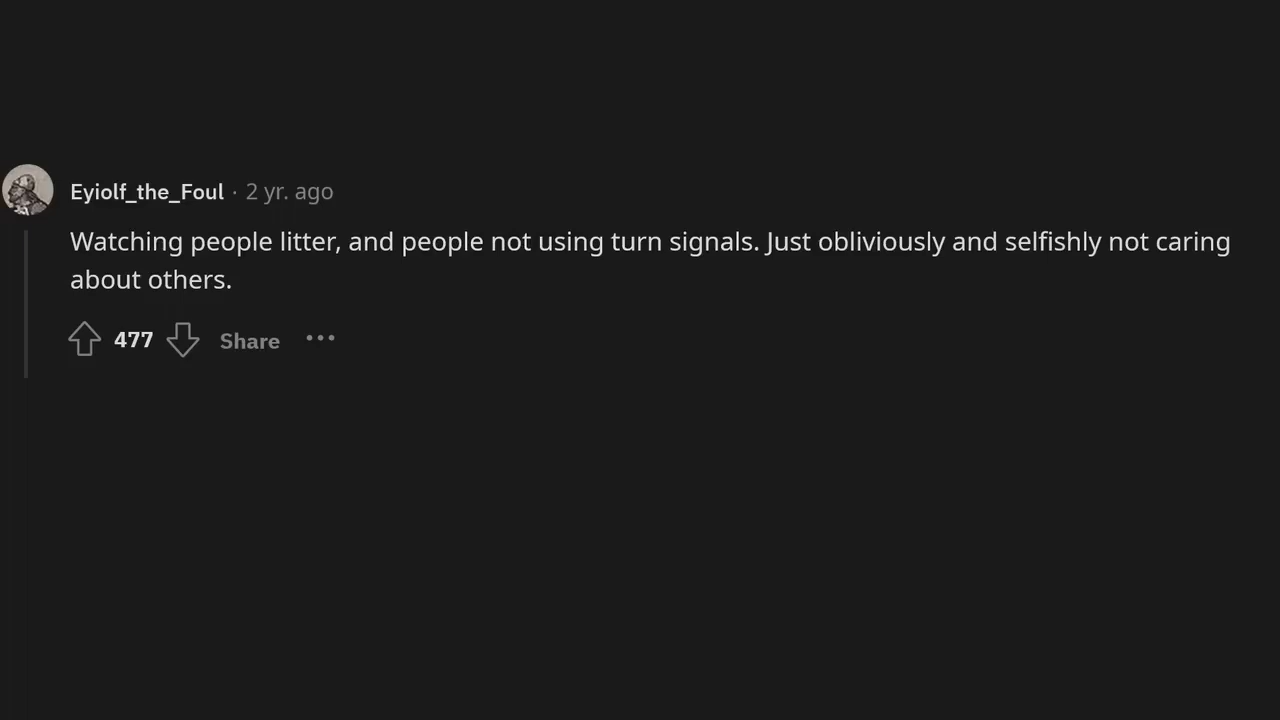 Eyiolf_the_Foul · 2 yr. ago
Watching people litter, and people not using turn signals. Just obliviously and selfishly not caring
about others.
477 Share ···